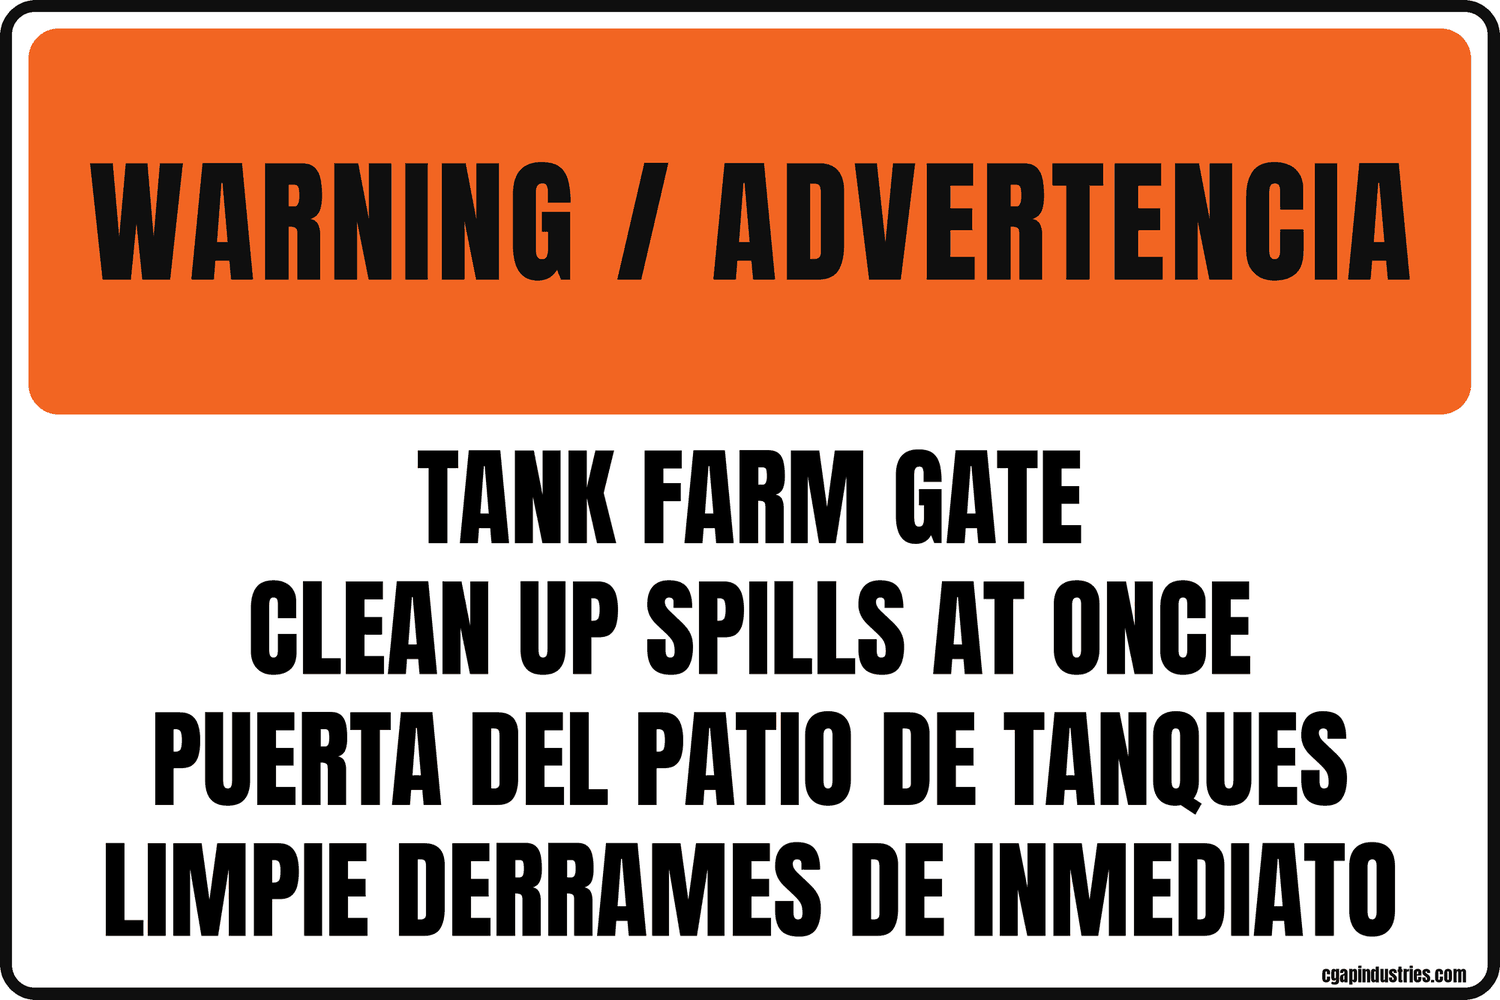 WARNING / ADVERTENCIA
TANK FARM GATE
CLEAN UP SPILLS AT ONCE
PUERTA DEL PATIO DE TANQUES
LIMPIE DERRAMES DE INMEDIATO
cgapindustries.com